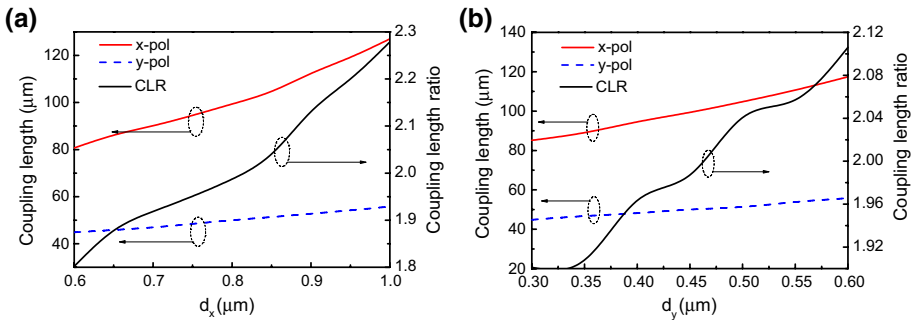 (a)
x-pol
y-pol
CLR
Coupling length (μm)
120
100
80
60
40
2.3
2.2
2.1
2.0
1.9
1.8
Coupling length ratio
0.6 0.7 0.8 0.9 1.0
dx(μm)
(b)
x-pol
y-pol
CLR
Coupling length (μm)
140
120
100
80
60
40
20
2.12
2.08
2.04
2.00
1.96
1.92
Coupling length ratio
0.30 0.35 0.40 0.45 0.50 0.55 0.60
dy(μm)